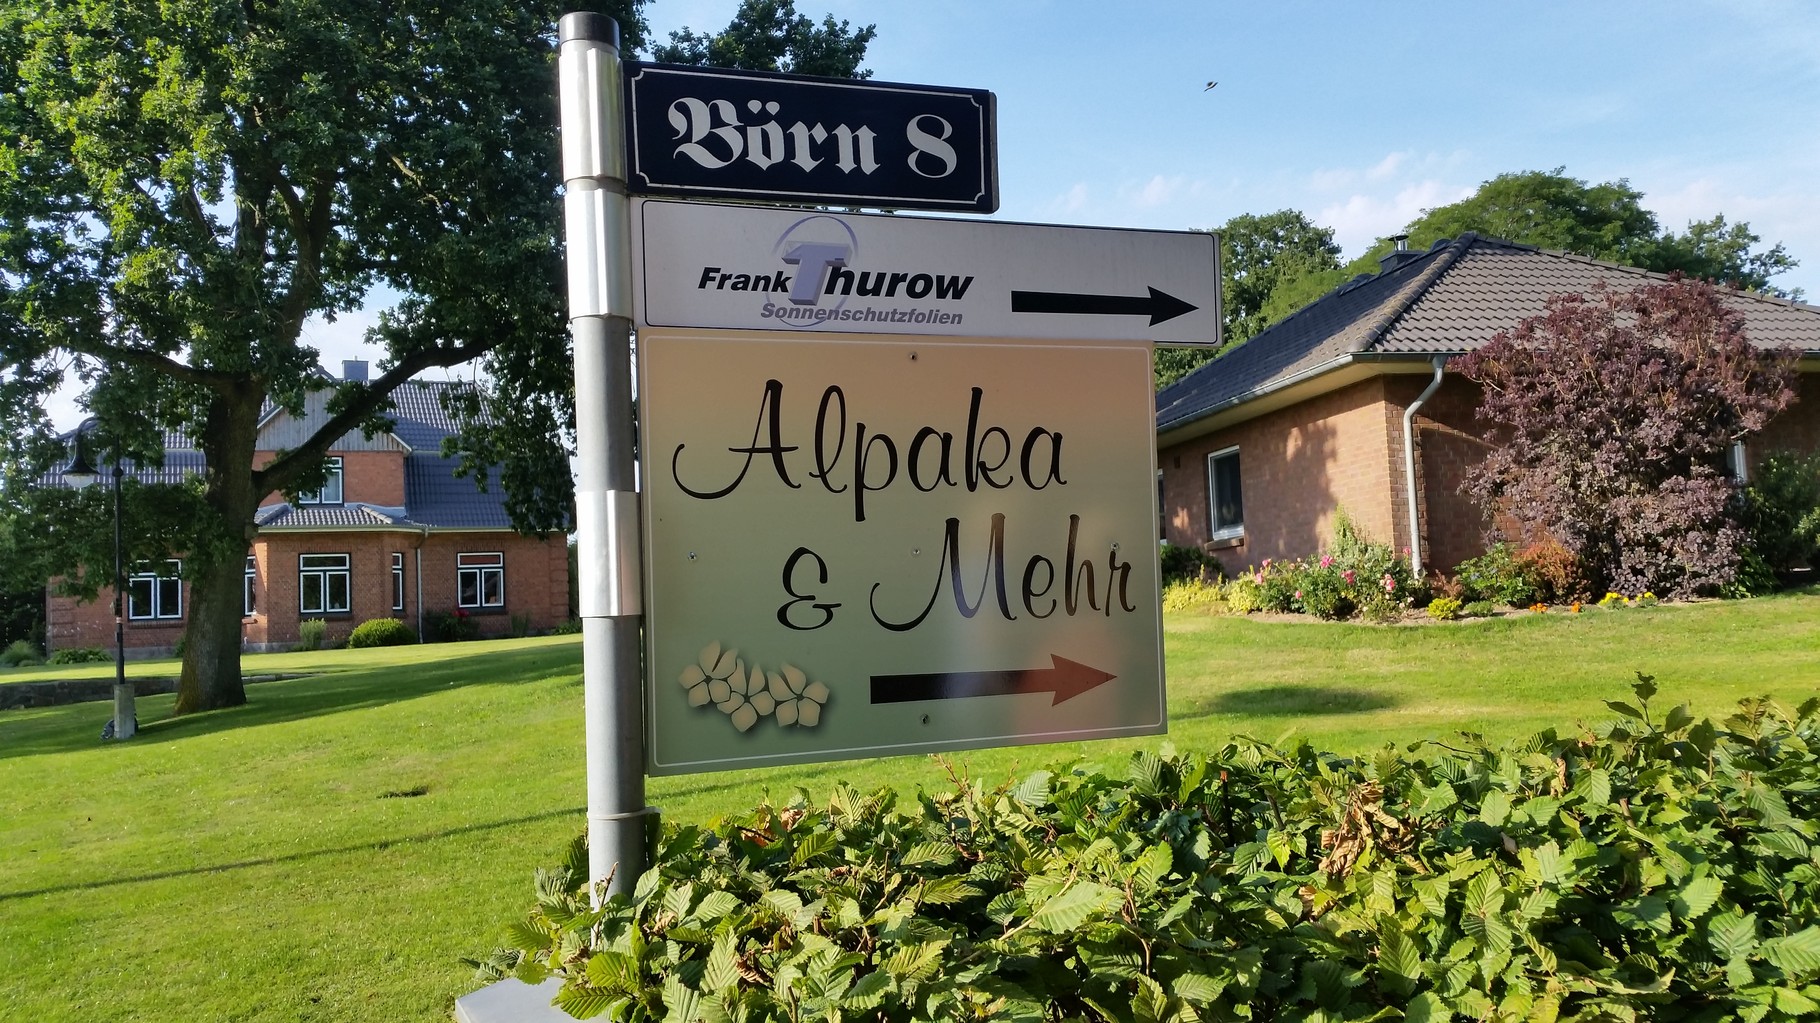 Börn 8
Frank Thurow
Sonnenschutzfolien
Alpaka
& Mehr